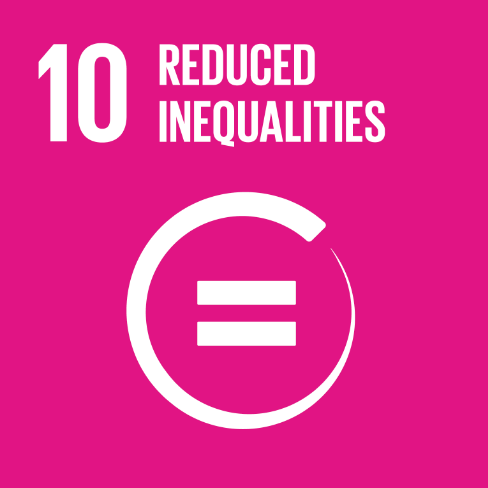 10 REDUCED
INEQUALITIES
=